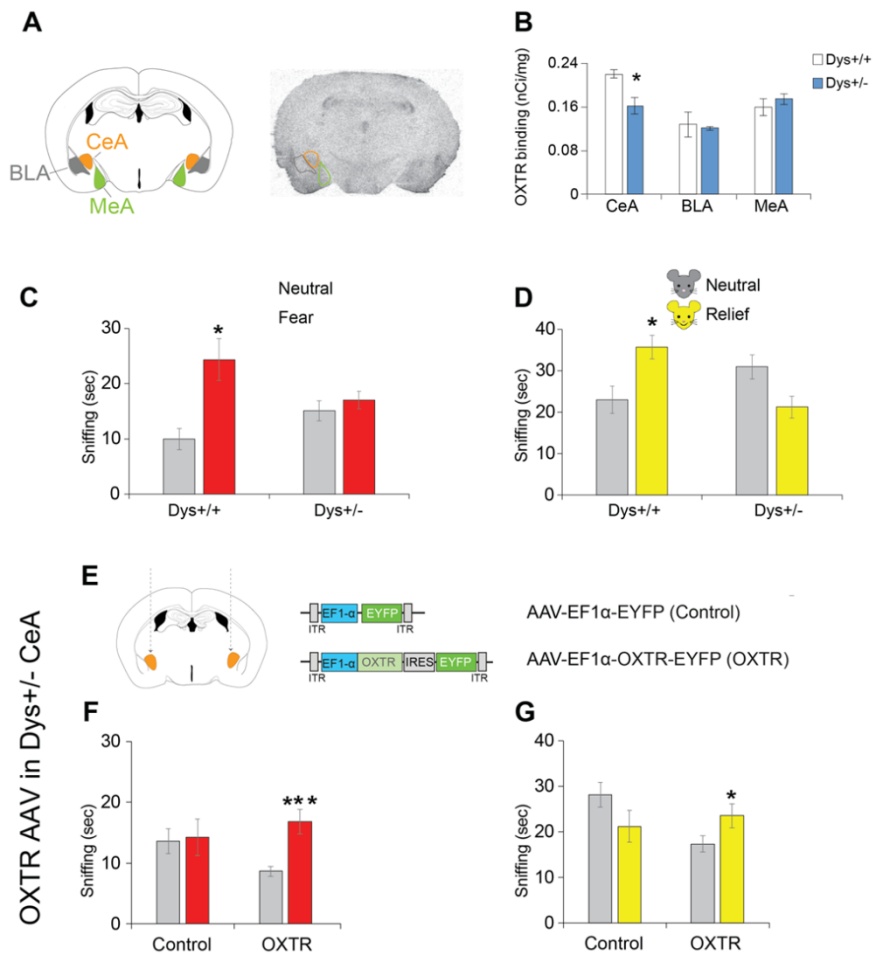 A
CeA
BLA
MeA
B
OXTR binding (nCi/mg)
0.24
0.16
0.08
0
*
CeA BLA MeA
Dys+/+
Dys+/-
C
Neutral
Fear
Sniffing (sec)
30
20
10
0
*
Dys+/+ Dys+/-
D
Neutral
Relief
Sniffing (sec)
40
30
20
10
0
*
Dys+/+ Dys+/-
OXTR AAV in Dys+/- CeA
E
EF1-α EYFP
ITR ITR
AAV-EF1α-EYFP (Control)
EF1-α OXTR IRES EYFP
ITR ITR
AAV-EF1α-OXTR-EYFP (OXTR)
F
Sniffing (sec)
30
20
10
0
***
Control OXTR
G
Sniffing (sec)
40
30
20
10
0
*
Control OXTR